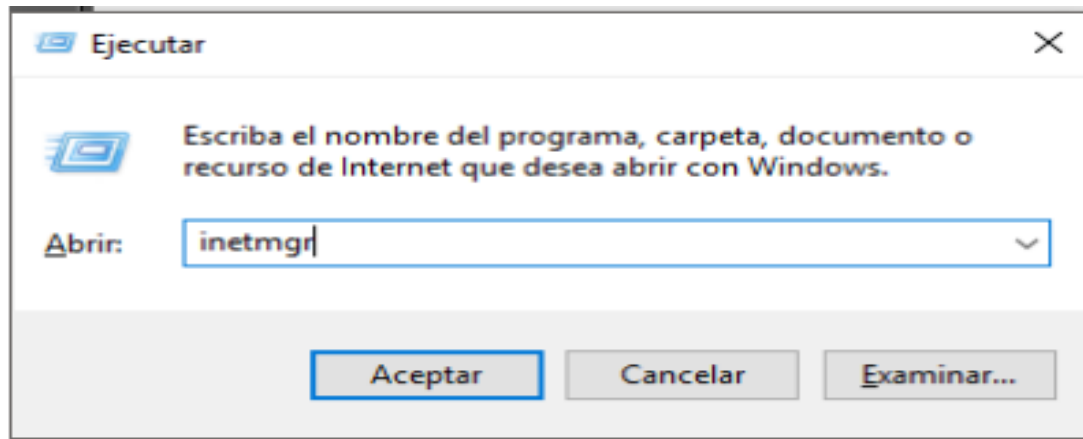 Ejecutar
Escriba el nombre del programa, carpeta, documento o
recurso de Internet que desea abrir con Windows.
Abrir: inetmgr
Aceptar Cancelar Examinar...